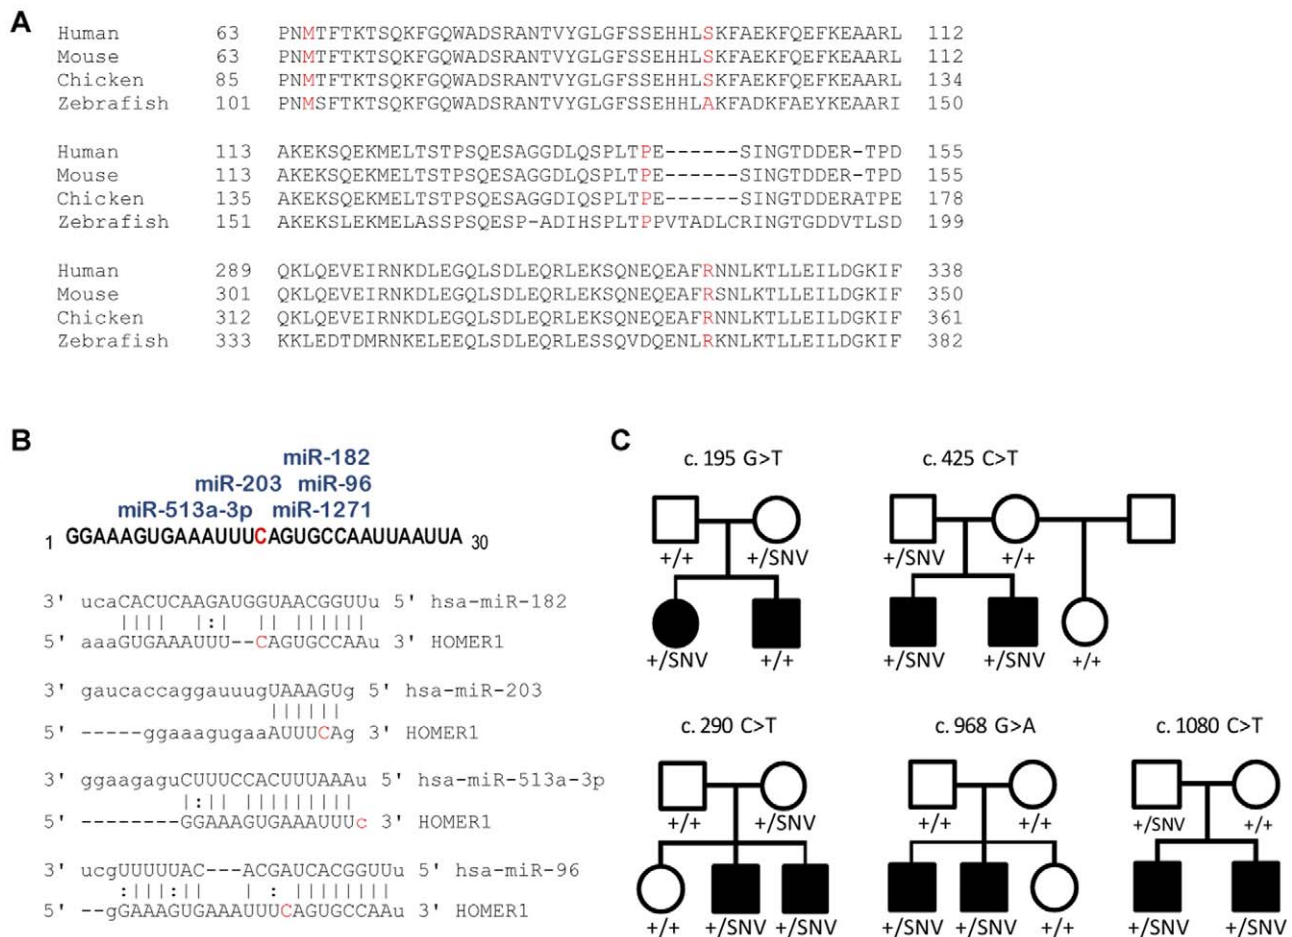 A
Human 63 PNMTFTKTSQKFGQWADSRANTVYGLGFSSEHHLSKFAEKFQEFKEAARL 112
Mouse 63 PNMTFTKTSQKFGQWADSRANTVYGLGFSSEHHLSKFAEKFQEFKEAARL 112
Chicken 85 PNMTFTKTSQKFGQWADSRANTVYGLGFSSEHHLSKFAEKFQEFKEAARL 134
Zebrafish 101 PNMSFTKTSQKFGQWADSRANTVYGLGFSSEHHLAKFADKFAEYKEAARI 150
Human 113 AKEKSQEKMELTSTPSQESAGGDLQSPLTPE------SINGTDDER-TPD 155
Mouse 113 AKEKSQEKMELTSTPSQESAGGDLQSPLTPE------SINGTDDER-TPD 155
Chicken 135 AKEKSQEKMELTSTPSQESAGGDIQSPLTPE------SINGTDDERATPE 178
Zebrafish 151 AKEKSLEKMELASSPSQESP-ADIHSPLTPPVTADLCRINGTGDDVTLSD 199
Human 289 QKLQEVEIRNKDLEGQLSDLEQRLEKSQNEQEAFRNNLKTLLEILDGKIF 338
Mouse 301 QKLQEVEIRNKDLEGQLSDLEQRLEKSQNEQEAFRSNLKTLLEILDGKIF 350
Chicken 312 QKLQEVEIRNKDLEGQLSDLEQRLEKSQNEQEAFRNNLKTLLEILDGKIF 361
Zebrafish 333 KKLEDTDMRNKELEEQLSDLEQRLESSQVDQENLRKNLKTLLEILDGKIF 382
B
miR-182
miR-203 miR-96
miR-513a-3p miR-1271
1 GGAAAGUGAAAUUUCAGUGCCAAUUAAUUA 30
3' ucaCACUCAAGAUGGUAACGGUUu 5' hsa-miR-182
|||| |:| || ||||||
5' aaaGUGAAAUUU--CAGUGCCAAu 3' HOMER1
3' gaucaccaggauuugUAAAGUg 5' hsa-miR-203
||||||
5' -----ggaaagugaaAUUUCAg 3' HOMER1
3' ggaagaguCUUUCCACUUUAAAu 5' hsa-miR-513a-3p
|:|| |||||||||
5' --------GGAAAGUGAAAUUUc 3' HOMER1
3' ucgUUUUUAC---ACGAUCACGGUUu 5' hsa-miR-96
:|||:|| | : ||||||||
5' --gGAAAGUGAAAUUUCAGUGCCAAu 3' HOMER1
C
c. 195 G>T c. 425 C>T
+/+ +/SNV +/SNV +/+
+/SNV +/+ +/SNV +/SNV +/+
c. 290 C>T c. 968 G>A c. 1080 C>T
+/+ +/SNV +/+ +/SNV +/SNV +/+
+/+ +/SNV +/SNV +/SNV +/SNV +/+ +/SNV +/SNV